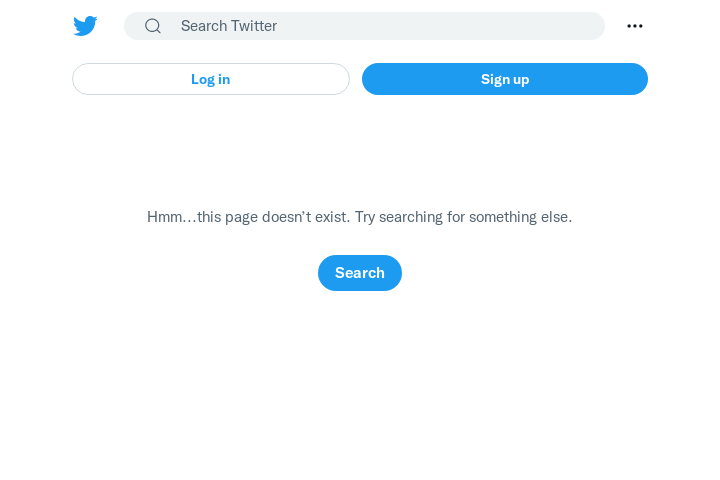 Search Twitter
Log in
Sign up
Hmm...this page doesn’t exist. Try searching for something else.
Search